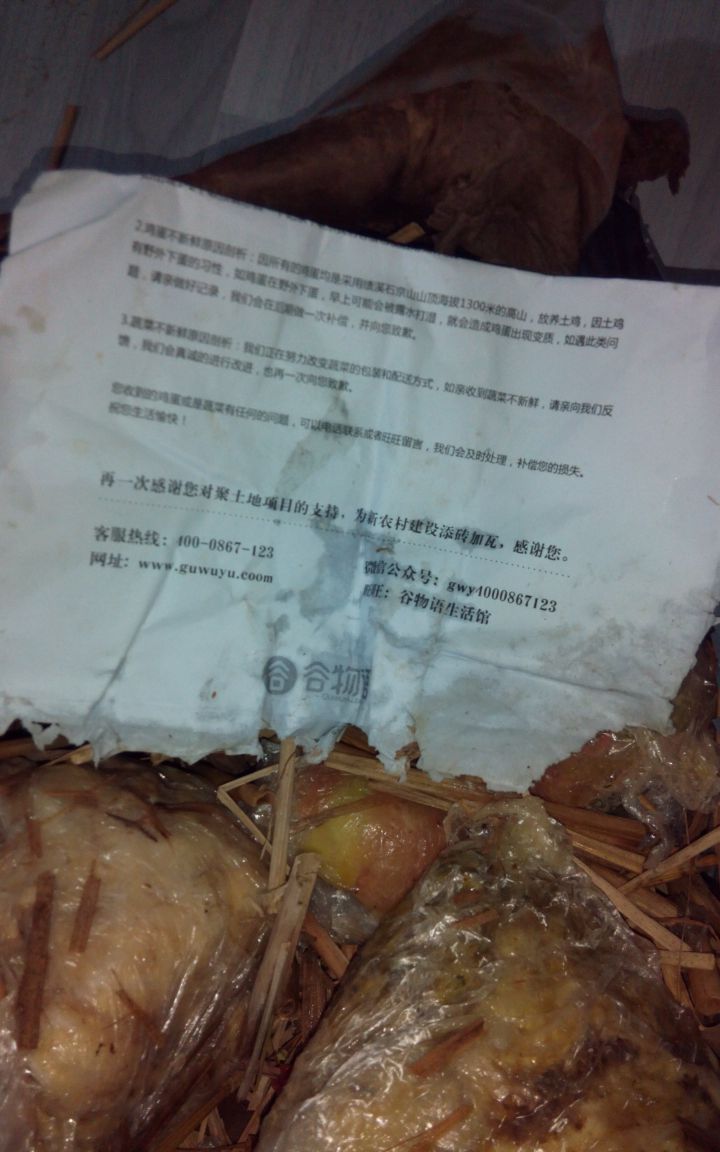 2.鸡蛋不新鲜原因剖析：因所有的鸡蛋均是采用绩溪石京山山顶海拔1300米的高山，放养土鸡，因土鸡
有野外下蛋的习性，如鸡蛋在野外下蛋，早上可能会被露水打湿，就会造成鸡蛋出现变质，如遇此类问
题，请亲做好记录，我们会在后期做一次补偿，并向您致歉。
3.蔬菜不新鲜原因剖析：我们正在努力改变蔬菜的包装和配送方式，如亲收到蔬菜不新鲜，请亲向我们反
馈，我们会真诚的进行改进，也再一次向您致歉。
您收到的鸡蛋或是蔬菜有任何的问题，可以电话联系或者旺旺留言，我们会及时处理，补偿您的损失。
祝您生活愉快！
再一次感谢您对聚土地项目的支持，为新农村建设添砖加瓦，感谢您。
客服热线：400-0867-123
微信公众号：gwy4000867123
网址：www.guwuyu.coom
旺旺：谷物语生活馆
谷 谷物语